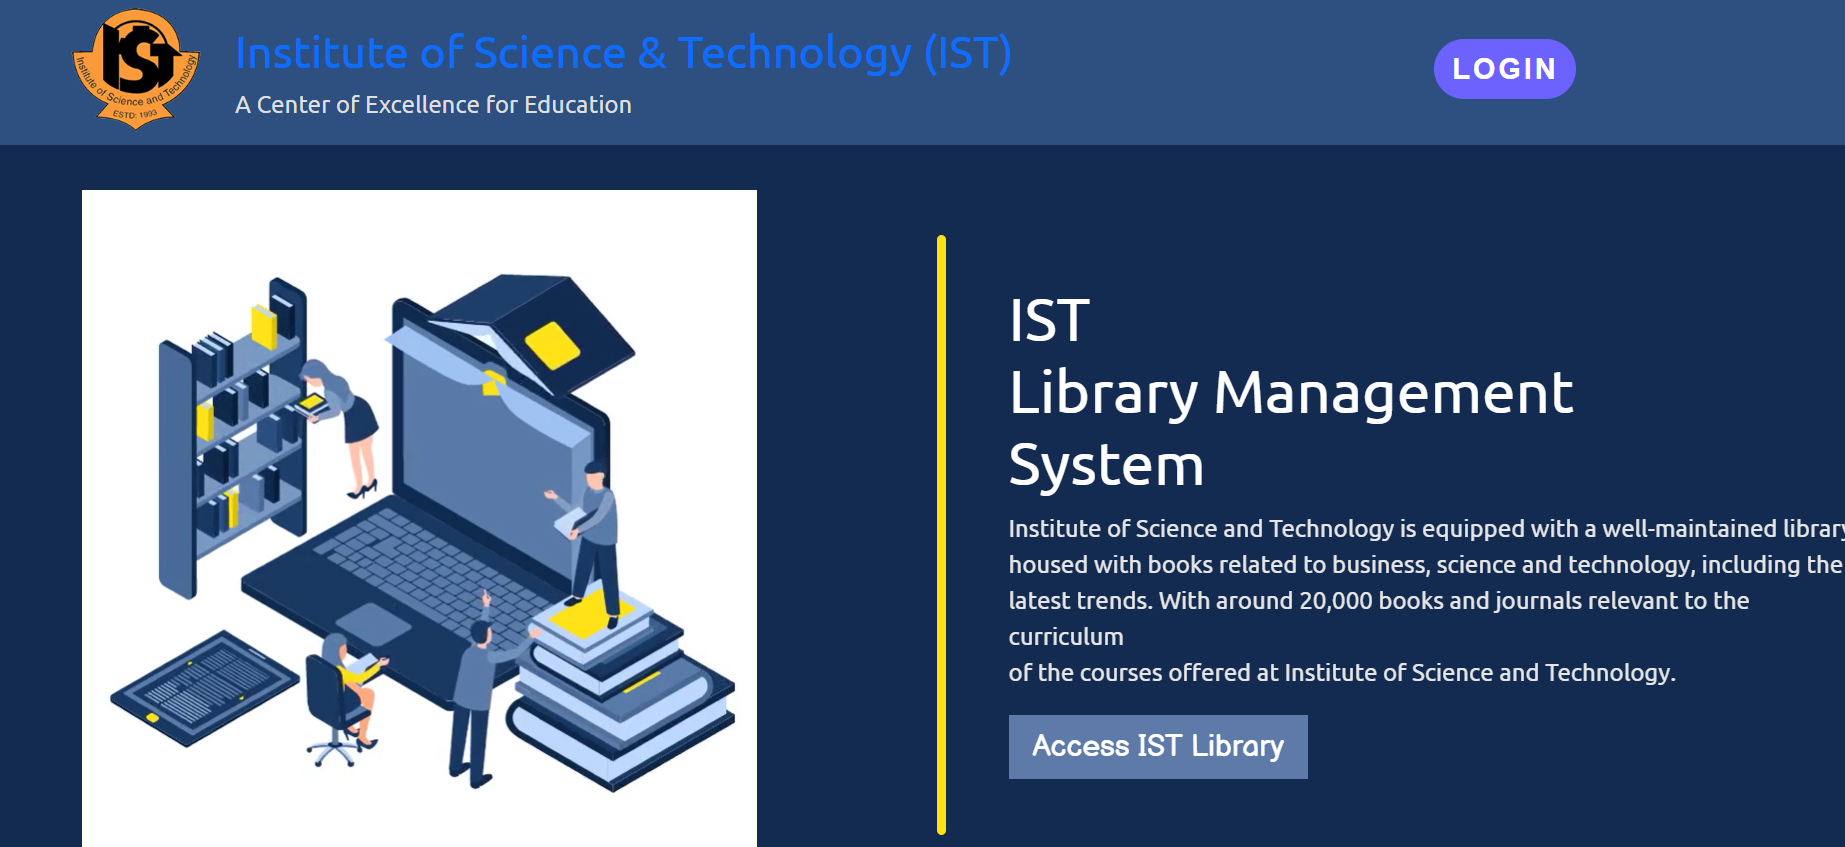 IST
Institute of Science and Technology
ESTD: 1993
Institute of Science & Technology (IST)
A Center of Excellence for Education
LOGIN
IST
Library Management
System
Institute of Science and Technology is equipped with a well-maintained library
housed with books related to business, science and technology, including the
latest trends. With around 20,000 books and journals relevant to the
curriculum
of the courses offered at Institute of Science and Technology.
Access IST Library